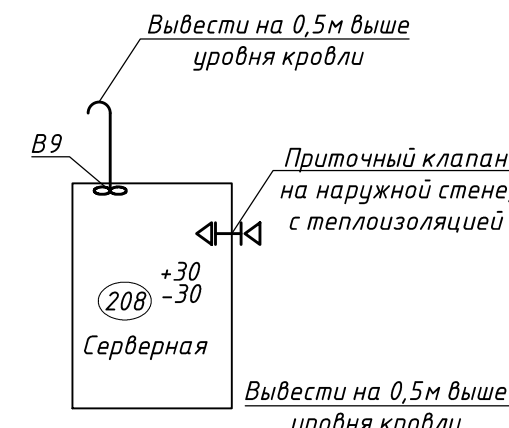 Вывести на 0,5м выше
уровня кровли
В9
Приточный клапан
на наружной стене,
с теплоизоляцией
+30
208 -30
Серверная
Вывести на 0,5м выше
уровня кровли